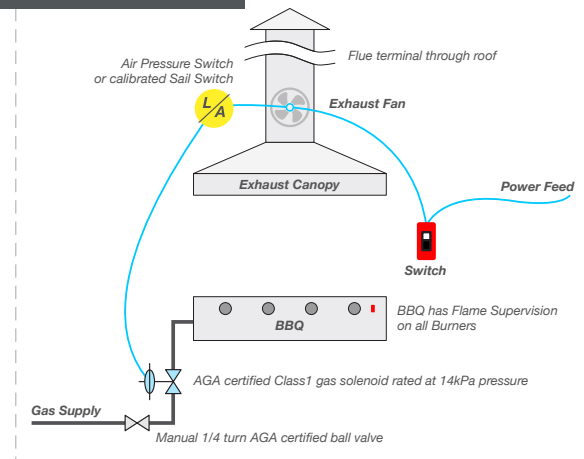 Flue terminal through roof
Air Pressure Switch
or calibrated Sail Switch
L/A
Exhaust Fan
Exhaust Canopy
Power Feed
Switch
BBQ
BBQ has Flame Supervision
on all Burners
AGA certified Class1 gas solenoid rated at 14kPa pressure
Gas Supply
Manual 1/4 turn AGA certified ball valve